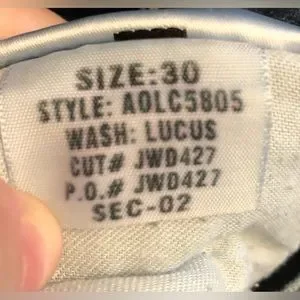 SIZE:30
STYLE: AOLC5805
WASH: LUCUS
CUT# JWD427
P.O.# JWD427
SEC-02